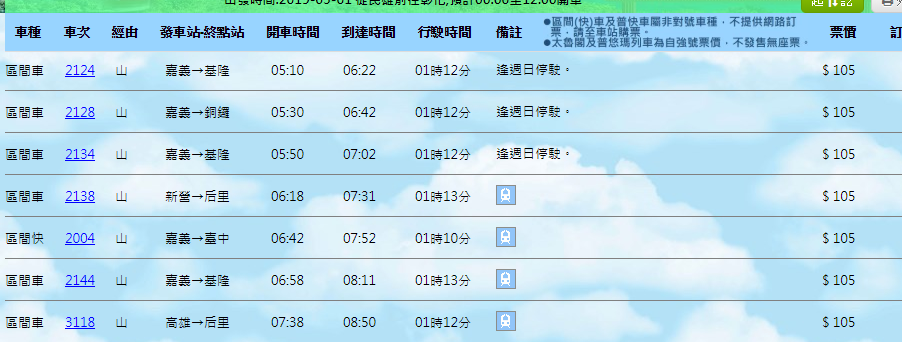 出發時間:2019-03-01 從民雄前往彰化,預計00:00至12:00開車
車種 車次 經由 發車站-終點站 開車時間 到達時間 行駛時間 備註 ●區間(快)車及普快車屬非對號車種，不提供網路訂票，請至車站購票。 票價 訂
●太魯閣及普悠瑪列車為自強號票價，不發售無座票。
區間車 2124 山 嘉義→基隆 05:10 06:22 01時12分 逢週日停駛。 $ 105
區間車 2128 山 嘉義→銅鑼 05:30 06:42 01時12分 逢週日停駛。 $ 105
區間車 2134 山 嘉義→基隆 05:50 07:02 01時12分 逢週日停駛。 $ 105
區間車 2138 山 新營→后里 06:18 07:31 01時13分 $ 105
區間快 2004 山 嘉義→臺中 06:42 07:52 01時10分 $ 105
區間車 2144 山 嘉義→基隆 06:58 08:11 01時13分 $ 105
區間車 3118 山 高雄→后里 07:38 08:50 01時12分 $ 105